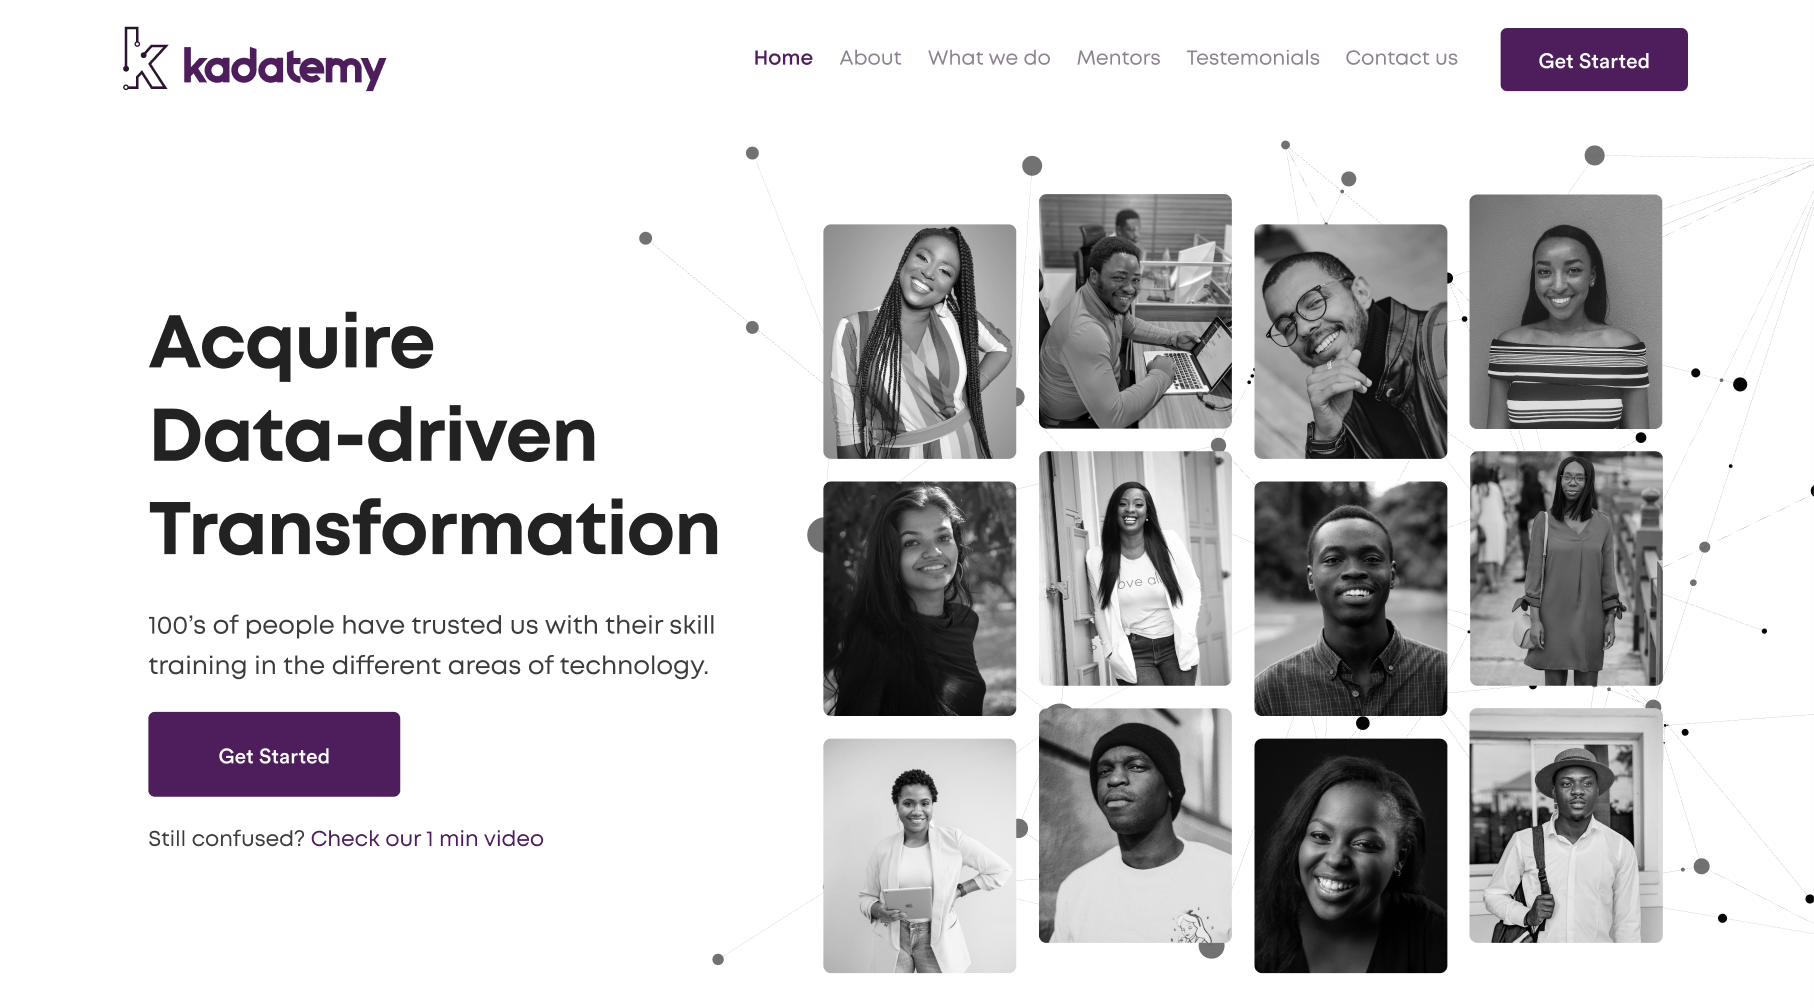 kadatemy
Home About What we do Mentors Testemonials Contact us Get Started
Acquire
Data-driven
Transformation
100’s of people have trusted us with their skill
training in the different areas of technology.
Get Started
Still confused? Check our 1 min video
ove al